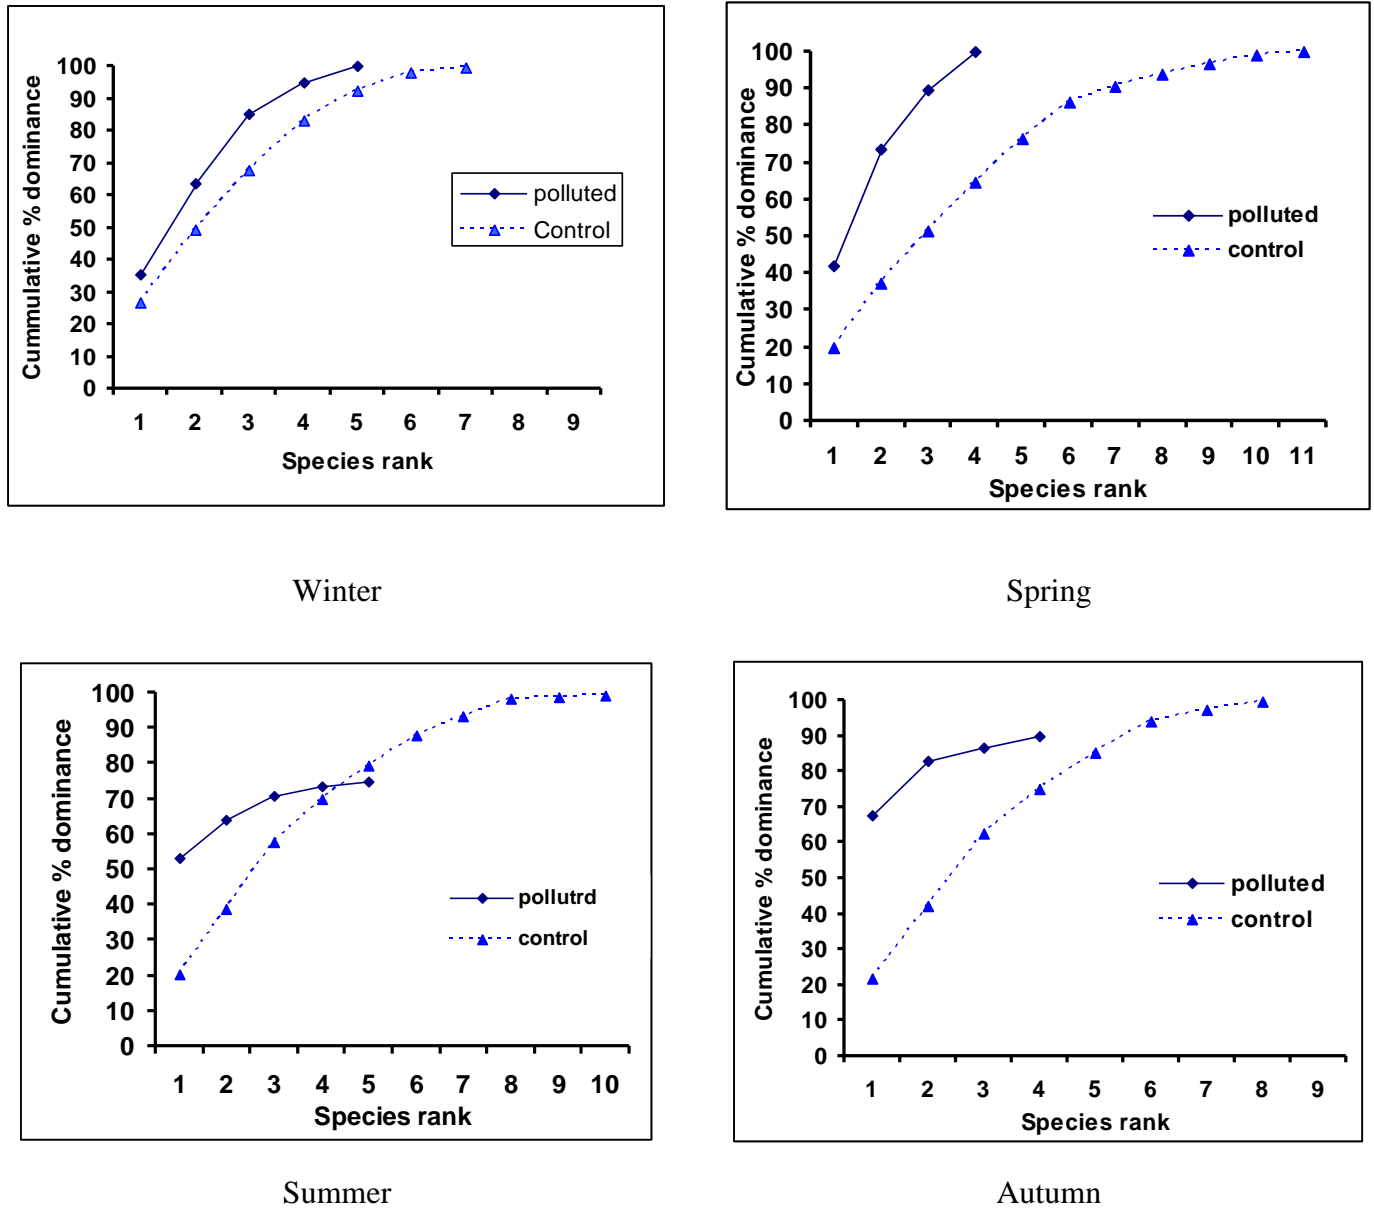 Cummulative % dominance
100
90
80
70
60
50
40
30
20
10
0
polluted
Control
1 2 3 4 5 6 7 8 9
Species rank
Winter
Cumulative % dominance
100
90
80
70
60
50
40
30
20
10
0
polluted
control
1 2 3 4 5 6 7 8 9 10 11
Species rank
Spring
Cumulative % dominance
100
90
80
70
60
50
40
30
20
10
0
pollutrd
control
1 2 3 4 5 6 7 8 9 10
Species rank
Summer
Cumulative % dominance
100
90
80
70
60
50
40
30
20
10
0
polluted
control
1 2 3 4 5 6 7 8 9
Species rank
Autumn